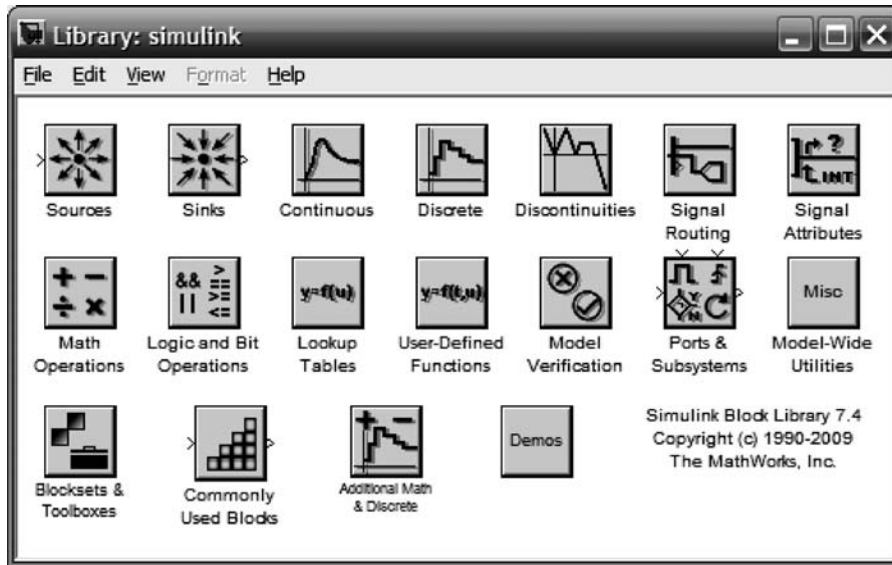 Library: simulink
File Edit View Format Help
t INT
Sources Sinks Continuous Discrete Discontinuities Signal Routing Signal Attributes
+ - ÷ × && || > == >= <= y=f(u) y=f(t,u) Misc
Math Operations Logic and Bit Operations Lookup Tables User-Defined Functions Model Verification Ports & Subsystems Model-Wide Utilities
Demos
Simulink Block Library 7.4
Copyright (c) 1990-2009
The MathWorks, Inc.
Blocksets & Toolboxes Commonly Used Blocks Additional Math & Discrete